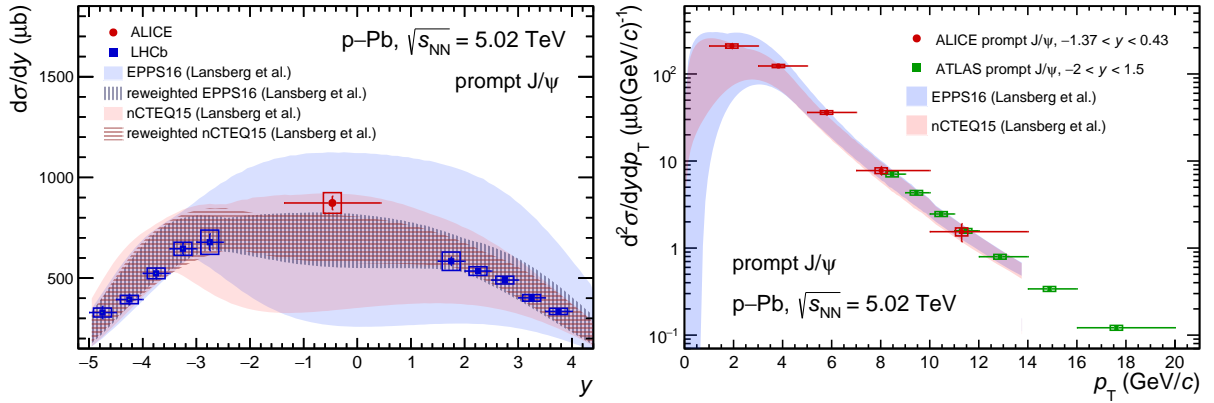 dσ/dy (μb)
1500
1000
500
−5 −4 −3 −2 −1 0 1 2 3 4
y
ALICE
LHCb
EPPS16 (Lansberg et al.)
reweighted EPPS16 (Lansberg et al.)
nCTEQ15 (Lansberg et al.)
reweighted nCTEQ15 (Lansberg et al.)
p–Pb, √sNN = 5.02 TeV
prompt J/ψ
d²σ/dydpT (μb(GeV/c)⁻¹)
10²
10
1
10⁻¹
0 2 4 6 8 10 12 14 16 18 20
pT (GeV/c)
ALICE prompt J/ψ, −1.37 < y < 0.43
ATLAS prompt J/ψ, −2 < y < 1.5
EPPS16 (Lansberg et al.)
nCTEQ15 (Lansberg et al.)
prompt J/ψ
p–Pb, √sNN = 5.02 TeV